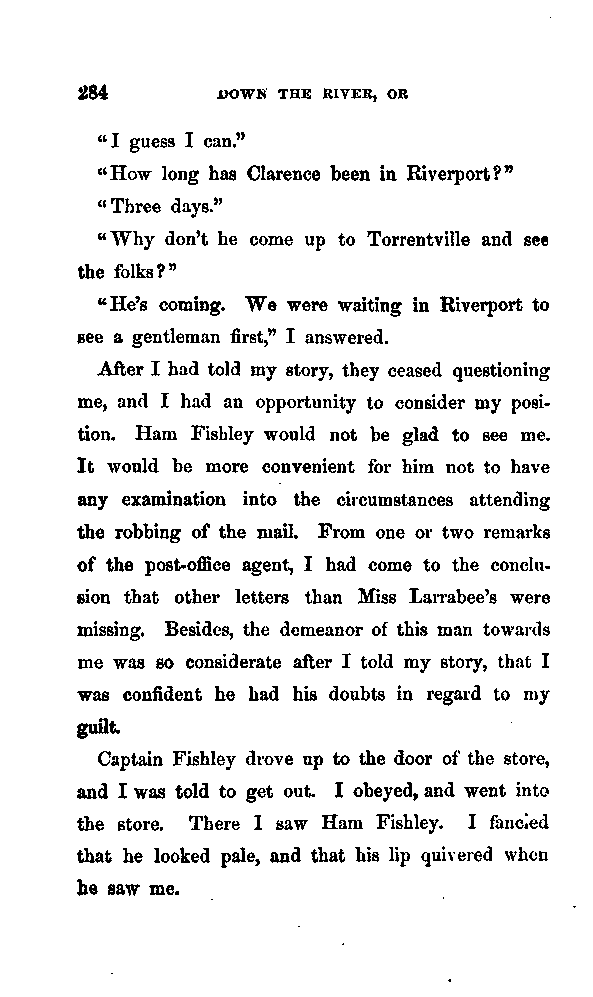 284 DOWN THE RIVER, OR
"I guess I can."
"How long has Clarence been in Riverport?"
"Three days."
"Why don't he come up to Torrentville and see
the folks?"
"He's coming. We were waiting in Riverport to
see a gentleman first," I answered.
After I had told my story, they ceased questioning
me, and I had an opportunity to consider my posi-
tion. Ham Fishley would not be glad to see me.
It would be more convenient for him not to have
any examination into the circumstances attending
the robbing of the mail. From one or two remarks
of the post-office agent, I had come to the conclu-
sion that other letters than Miss Larrabee's were
missing. Besides, the demeanor of this man towards
me was so considerate after I told my story, that I
was confident he had his doubts in regard to my
guilt.
Captain Fishley drove up to the door of the store,
and I was told to get out. I obeyed, and went into
the store. There I saw Ham Fishley. I fancied
that he looked pale, and that his lip quivered when
he saw me.